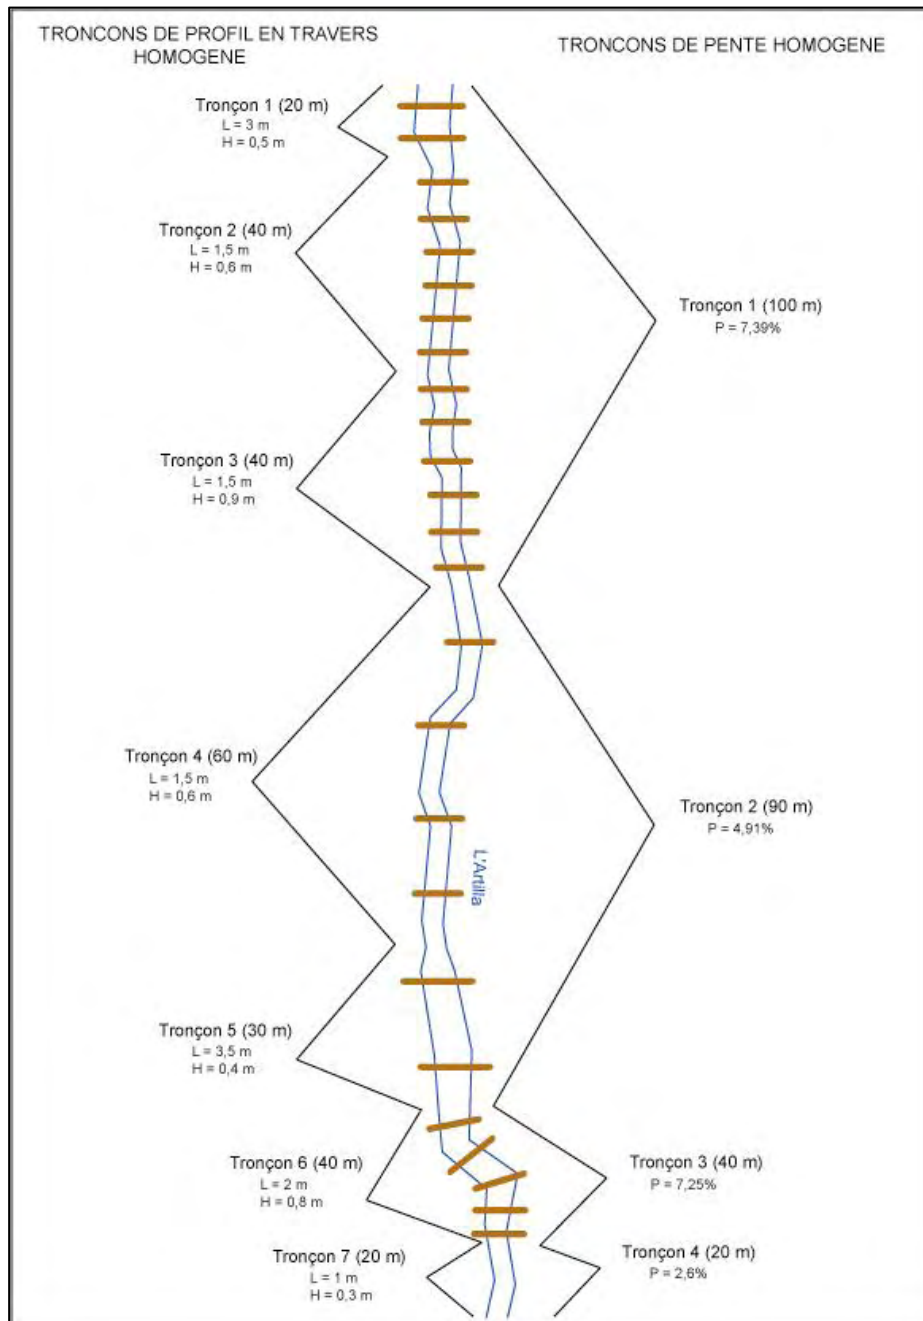 TRONCONS DE PROFIL EN TRAVERS
HOMOGENE
TRONCONS DE PENTE HOMOGENE
Tronçon 1 (20 m)
L = 3 m
H = 0,5 m
Tronçon 2 (40 m)
L = 1,5 m
H = 0,6 m
Tronçon 1 (100 m)
P = 7,39%
Tronçon 3 (40 m)
L = 1,5 m
H = 0,9 m
Tronçon 4 (60 m)
L = 1,5 m
H = 0,6 m
Tronçon 2 (90 m)
P = 4,91%
L'Artilla
Tronçon 5 (30 m)
L = 3,5 m
H = 0,4 m
Tronçon 6 (40 m)
L = 2 m
H = 0,8 m
Tronçon 3 (40 m)
P = 7,25%
Tronçon 7 (20 m)
L = 1 m
H = 0,3 m
Tronçon 4 (20 m)
P = 2,6%